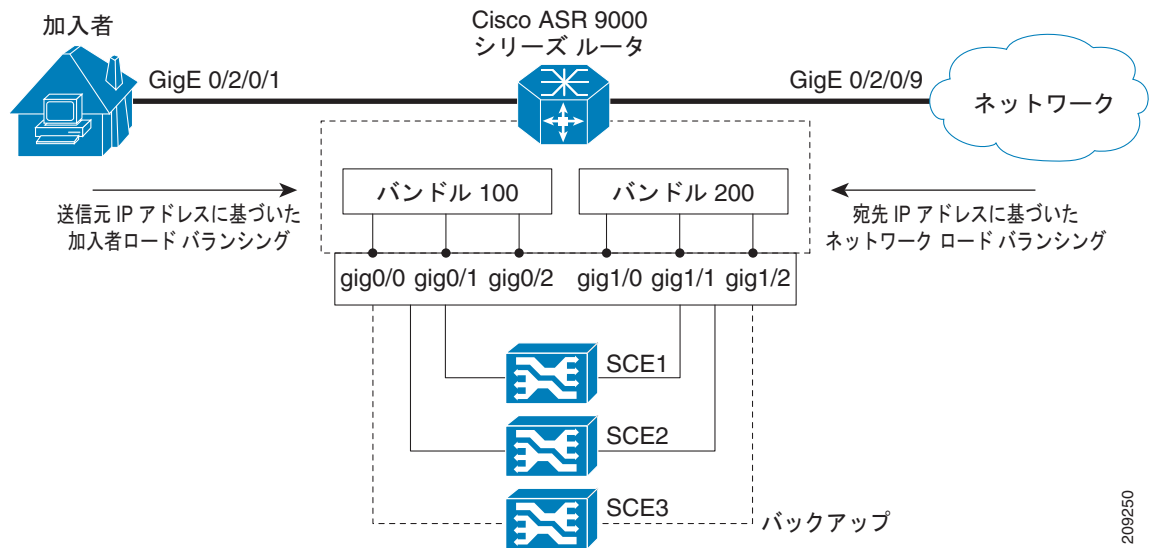 加入者
Cisco ASR 9000
シリーズ ルータ
GigE 0/2/0/1
GigE 0/2/0/9
ネットワーク
バンドル 100
バンドル 200
送信元 IP アドレスに基づいた
加入者ロード バランシング
宛先 IP アドレスに基づいた
ネットワーク ロード バランシング
gig0/0 gig0/1 gig0/2 gig1/0 gig1/1 gig1/2
SCE1
SCE2
SCE3
バックアップ
209250